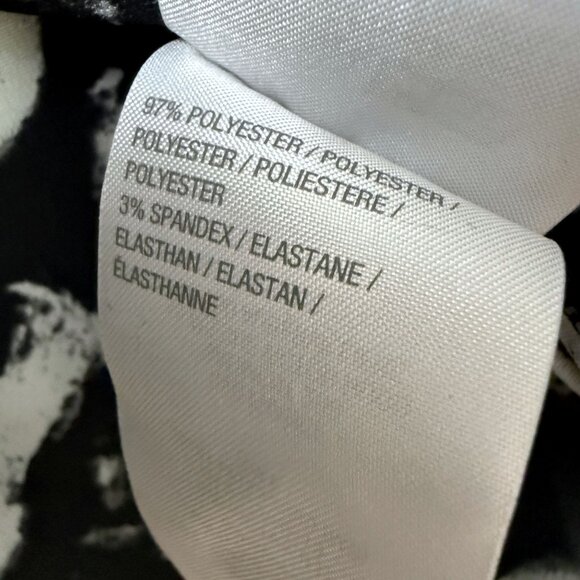 97% POLYESTER / POLYESTER /
POLYESTER / POLIESTERE /
POLYESTER
3% SPANDEX / ELASTANE /
ELASTHAN / ELASTAN /
ÉLASTHANNE